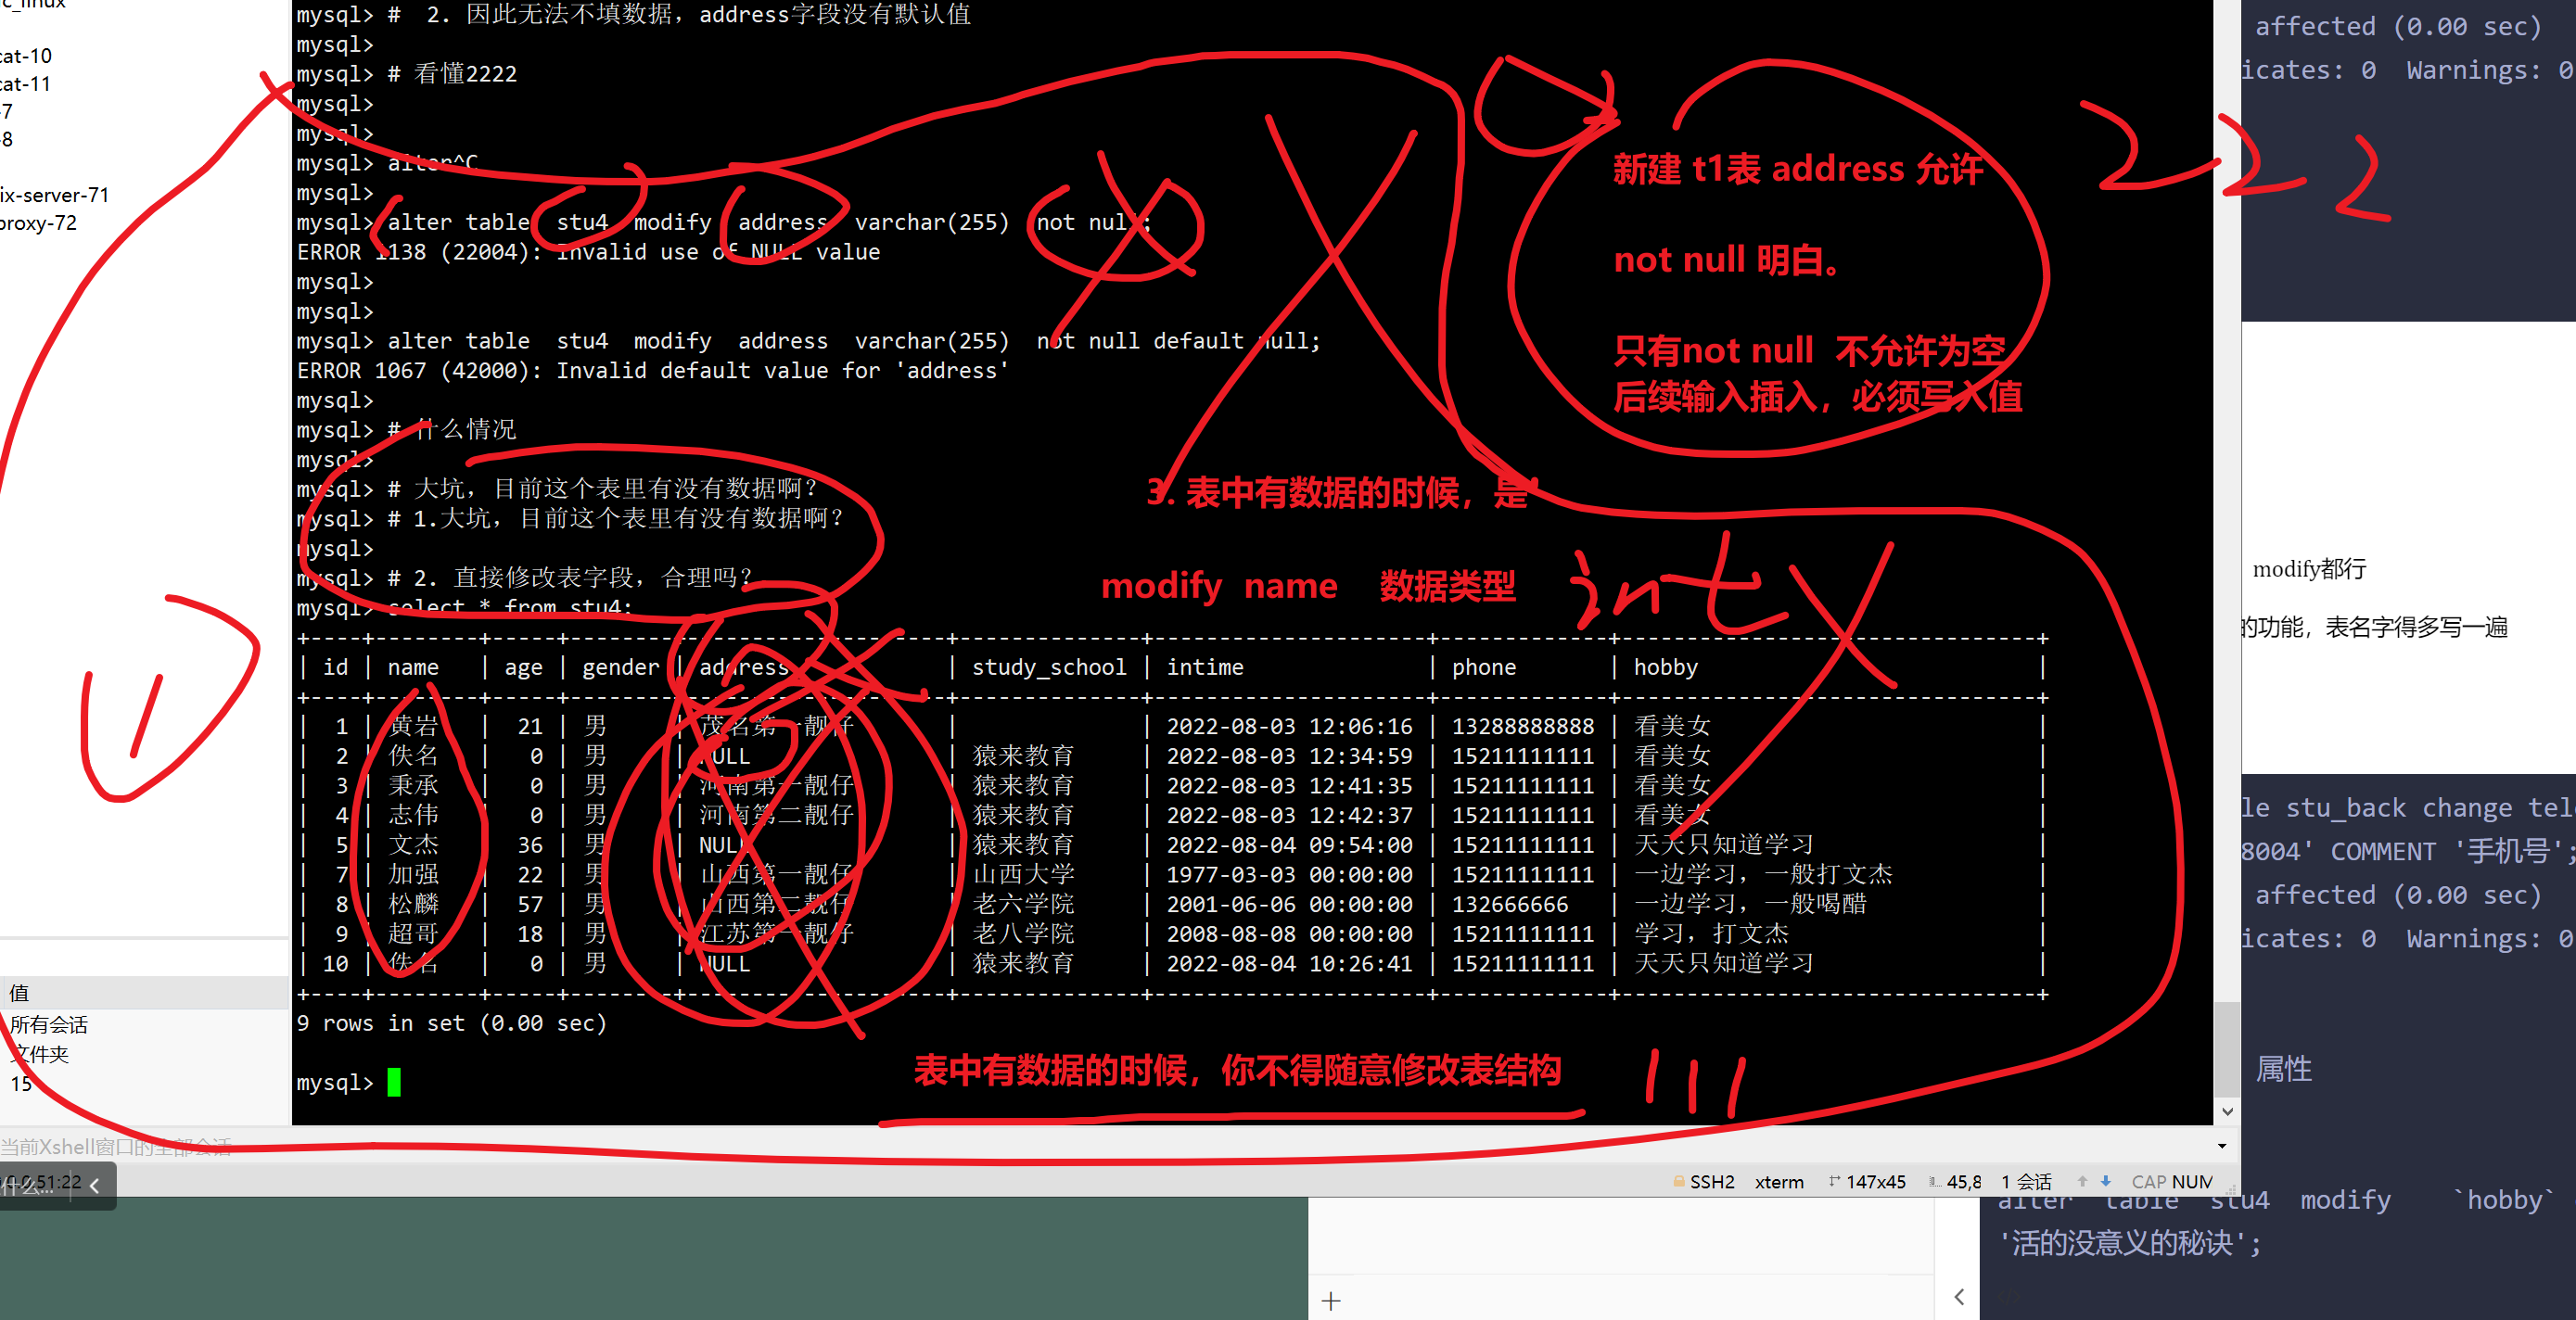 c_linux
cat-10
cat-11
-7
-8
ix-server-71
proxy-72
mysql> #  2. 因此无法不填数据，address字段没有默认值
mysql>
mysql> # 看懂2222
mysql>
mysql>
mysql> alter^C
mysql>
mysql> alter table  stu4  modify  address  varchar(255)  not null;
ERROR 1138 (22004): Invalid use of NULL value
mysql>
mysql>
mysql> alter table  stu4  modify  address  varchar(255)  not null default null;
ERROR 1067 (42000): Invalid default value for 'address'
mysql>
mysql> # 什么情况
mysql>
mysql> # 大坑，目前这个表里有没有数据啊？
mysql> # 1.大坑，目前这个表里有没有数据啊？
mysql>
mysql> # 2. 直接修改表字段，合理吗？
mysql> select * from stu4;
| id | name | age | gender | address | study_school | intime | phone | hobby |
| 1 | 黄岩 | 21 | 男 | 茂名第一靓仔 | | 2022-08-03 12:06:16 | 13288888888 | 看美女 |
| 2 | 佚名 | 0 | 男 | NULL | 猿来教育 | 2022-08-03 12:34:59 | 15211111111 | 看美女 |
| 3 | 秉承 | 0 | 男 | 河南第一靓仔 | 猿来教育 | 2022-08-03 12:41:35 | 15211111111 | 看美女 |
| 4 | 志伟 | 0 | 男 | 河南第二靓仔 | 猿来教育 | 2022-08-03 12:42:37 | 15211111111 | 看美女 |
| 5 | 文杰 | 36 | 男 | NULL | 猿来教育 | 2022-08-04 09:54:00 | 15211111111 | 天天只知道学习 |
| 7 | 加强 | 22 | 男 | 山西第一靓仔 | 山西大学 | 1977-03-03 00:00:00 | 15211111111 | 一边学习，一般打文杰 |
| 8 | 松麟 | 57 | 男 | 山西第二靓仔 | 老六学院 | 2001-06-06 00:00:00 | 132666666 | 一边学习，一般喝醋 |
| 9 | 超哥 | 18 | 男 | 江苏第一靓仔 | 老八学院 | 2008-08-08 00:00:00 | 15211111111 | 学习，打文杰 |
| 10 | 佚名 | 0 | 男 | NULL | 猿来教育 | 2022-08-04 10:26:41 | 15211111111 | 天天只知道学习 |
9 rows in set (0.00 sec)
mysql>
新建 t1表 address 允许
not null 明白。
只有not null  不允许为空
后续输入插入，必须写入值
2 2 2
3. 表中有数据的时候，是
modify  name    数据类型 int
表中有数据的时候，你不得随意修改表结构
值
所有会话
文件夹
15
当前Xshell窗口的全部会话
什么...
51:22
SSH2
xterm
147x45
45,8
1 会话
CAP NUM
affected (0.00 sec)
icates: 0  Warnings: 0
modify都行
的功能，表名字得多写一遍
le stu_back change tel
8004' COMMENT '手机号';
affected (0.00 sec)
icates: 0  Warnings: 0
属性
alter  table  stu4  modify    `hobby`
'活的没意义的秘诀';